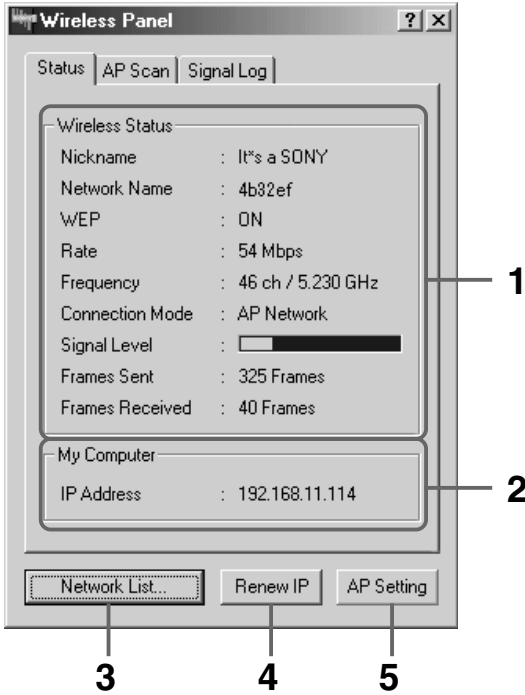 Wireless Panel ? X
Status AP Scan Signal Log
Wireless Status
Nickname : It*s a SONY
Network Name : 4b32ef
WEP : ON
Rate : 54 Mbps
Frequency : 46 ch / 5.230 GHz
Connection Mode : AP Network
Signal Level :
Frames Sent : 325 Frames
Frames Received : 40 Frames
1
My Computer
IP Address : 192.168.11.114
2
Network List... Renew IP AP Setting
3 4 5